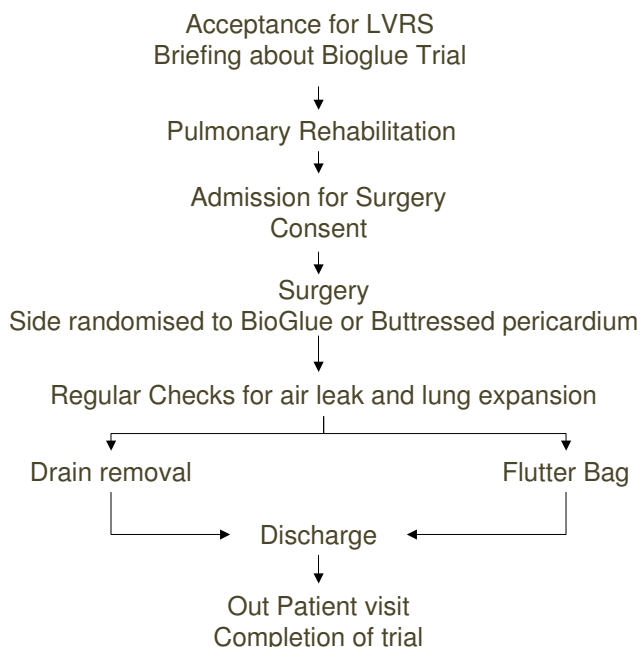 Acceptance for LVRS
Briefing about Bioglue Trial
Pulmonary Rehabilitation
Admission for Surgery
Consent
Surgery
Side randomised to BioGlue or Buttressed pericardium
Regular Checks for air leak and lung expansion
Drain removal
Flutter Bag
Discharge
Out Patient visit
Completion of trial